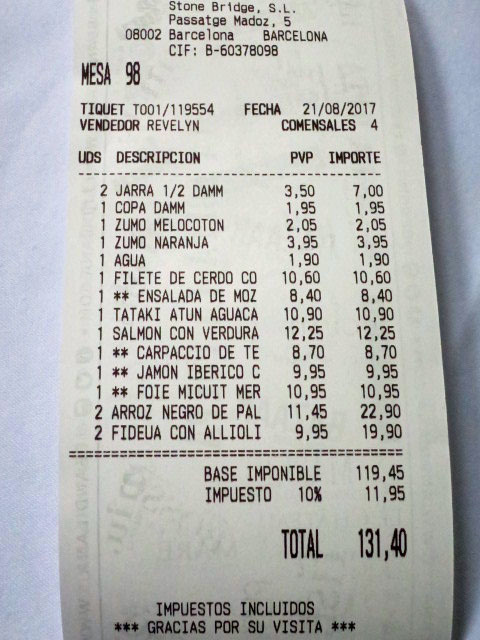 Stone Bridge, S.L.
Passatge Madoz, 5
08002 Barcelona BARCELONA
CIF: B-60378098
MESA 98
TIQUET T001/119554 FECHA 21/08/2017
VENDEDOR REVELYN COMENSALES 4
UDS DESCRIPCION PVP IMPORTE
2 JARRA 1/2 DAMM 3,50 7,00
1 COPA DAMM 1,95 1,95
1 ZUMO MELOCOTON 2,05 2,05
1 ZUMO NARANJA 3,95 3,95
1 AGUA 1,90 1,90
1 FILETE DE CERDO CO 10,60 10,60
1 ** ENSALADA DE MOZ 8,40 8,40
1 TATAKI ATUN AGUACA 10,90 10,90
1 SALMON CON VERDURA 12,25 12,25
1 ** CARPACCIO DE TE 8,70 8,70
1 ** JAMON IBERICO C 9,95 9,95
1 ** FOIE MICUIT MER 10,95 10,95
2 ARROZ NEGRO DE PAL 11,45 22,90
2 FIDEUA CON ALLIOLI 9,95 19,90
BASE IMPONIBLE 119,45
IMPUESTO 10% 11,95
TOTAL 131,40
IMPUESTOS INCLUIDOS
*** GRACIAS POR SU VISITA ***